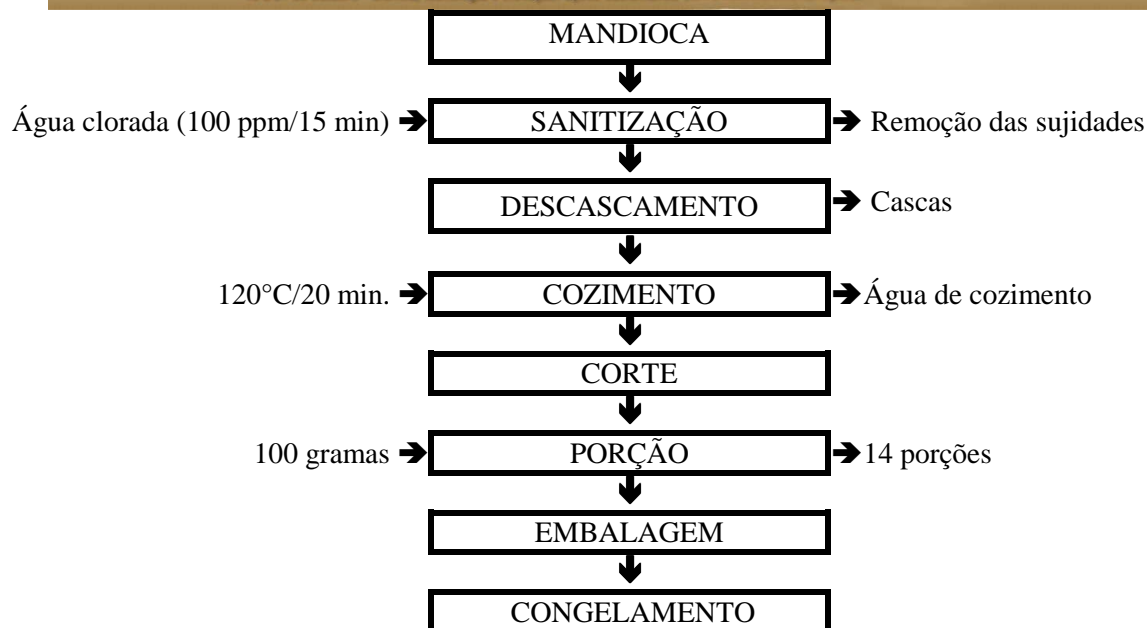 MANDIOCA
Água clorada (100 ppm/15 min) SANITIZAÇÃO Remoção das sujidades
DESCASCAMENTO Cascas
120°C/20 min. COZIMENTO Água de cozimento
CORTE
100 gramas PORÇÃO 14 porções
EMBALAGEM
CONGELAMENTO